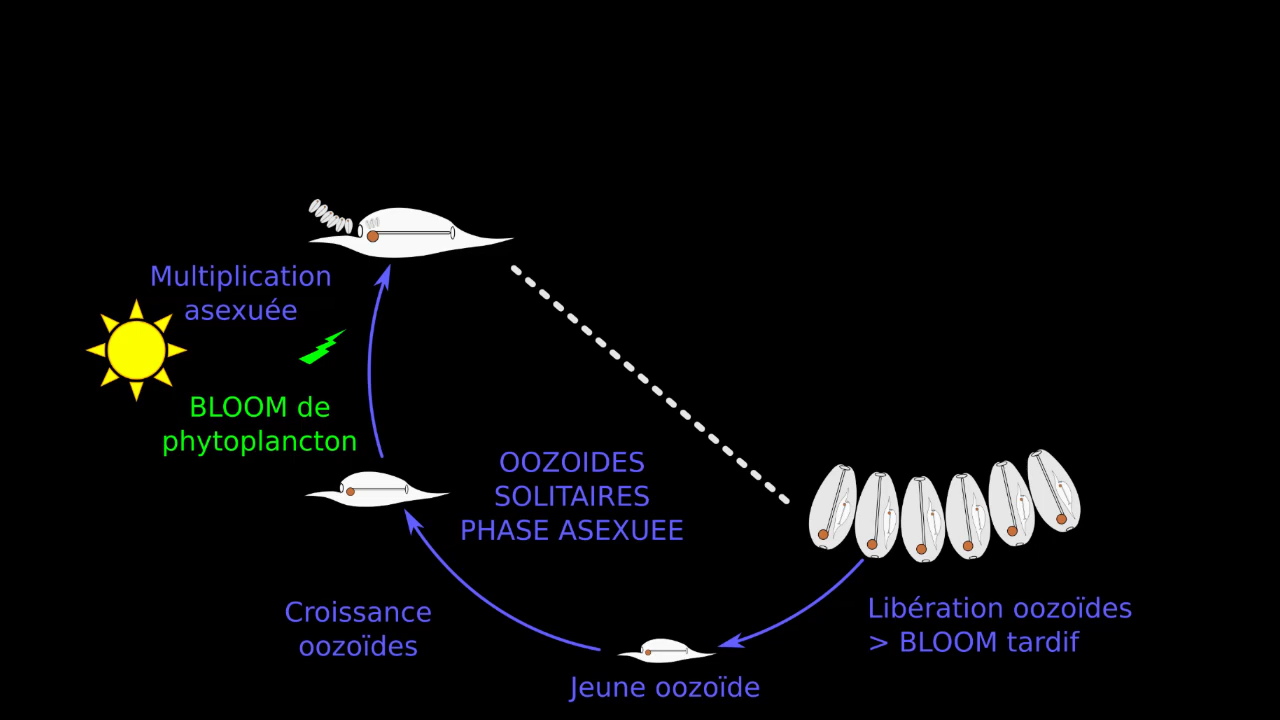 Multiplication
asexuée
BLOOM de
phytoplancton
OOZOIDES
SOLITAIRES
PHASE ASEXUEE
Croissance
oozoïdes
Libération oozoïdes
> BLOOM tardif
Jeune oozoïde